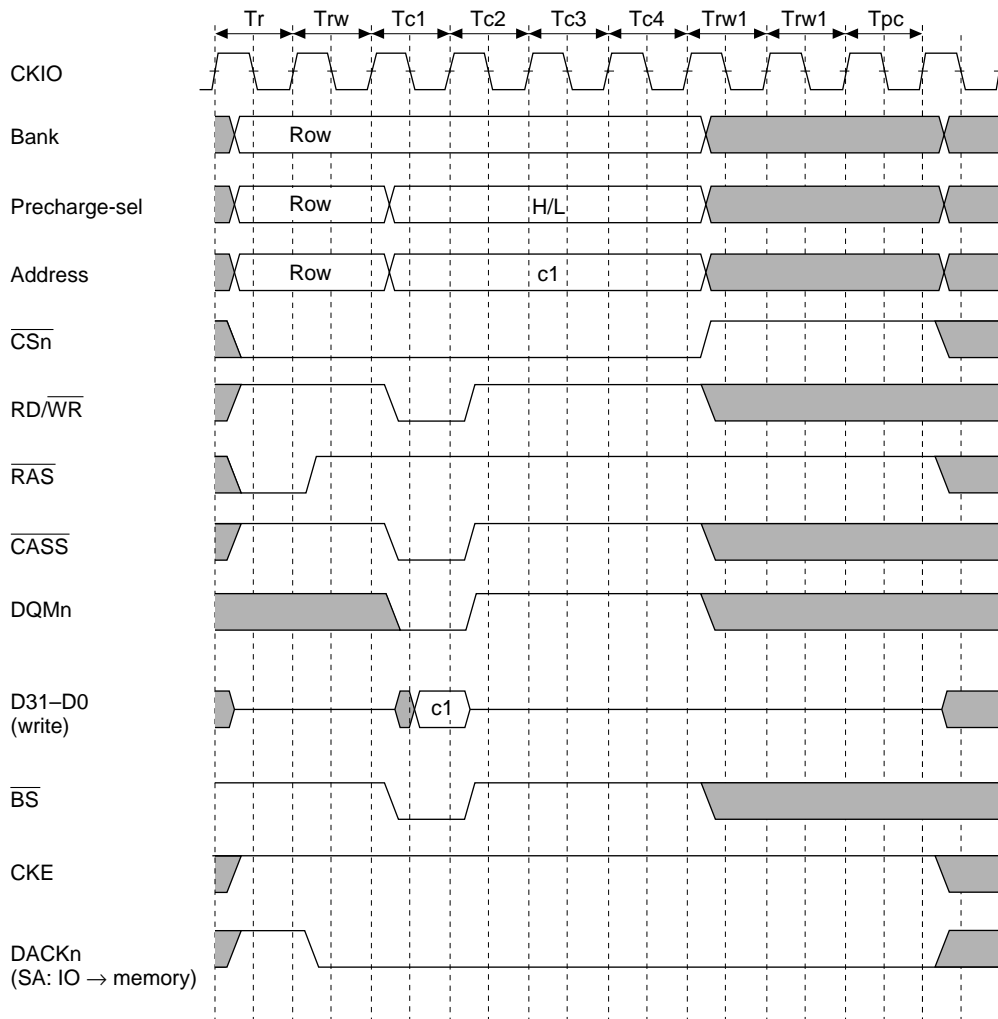 Tr Trw Tc1 Tc2 Tc3 Tc4 Trw1 Trw1 Tpc
CKIO
Bank Row
Precharge-sel Row H/L
Address Row c1
CSn
RD/WR
RAS
CASS
DQMn
D31–D0 c1
(write)
BS
CKE
DACKn
(SA: IO → memory)